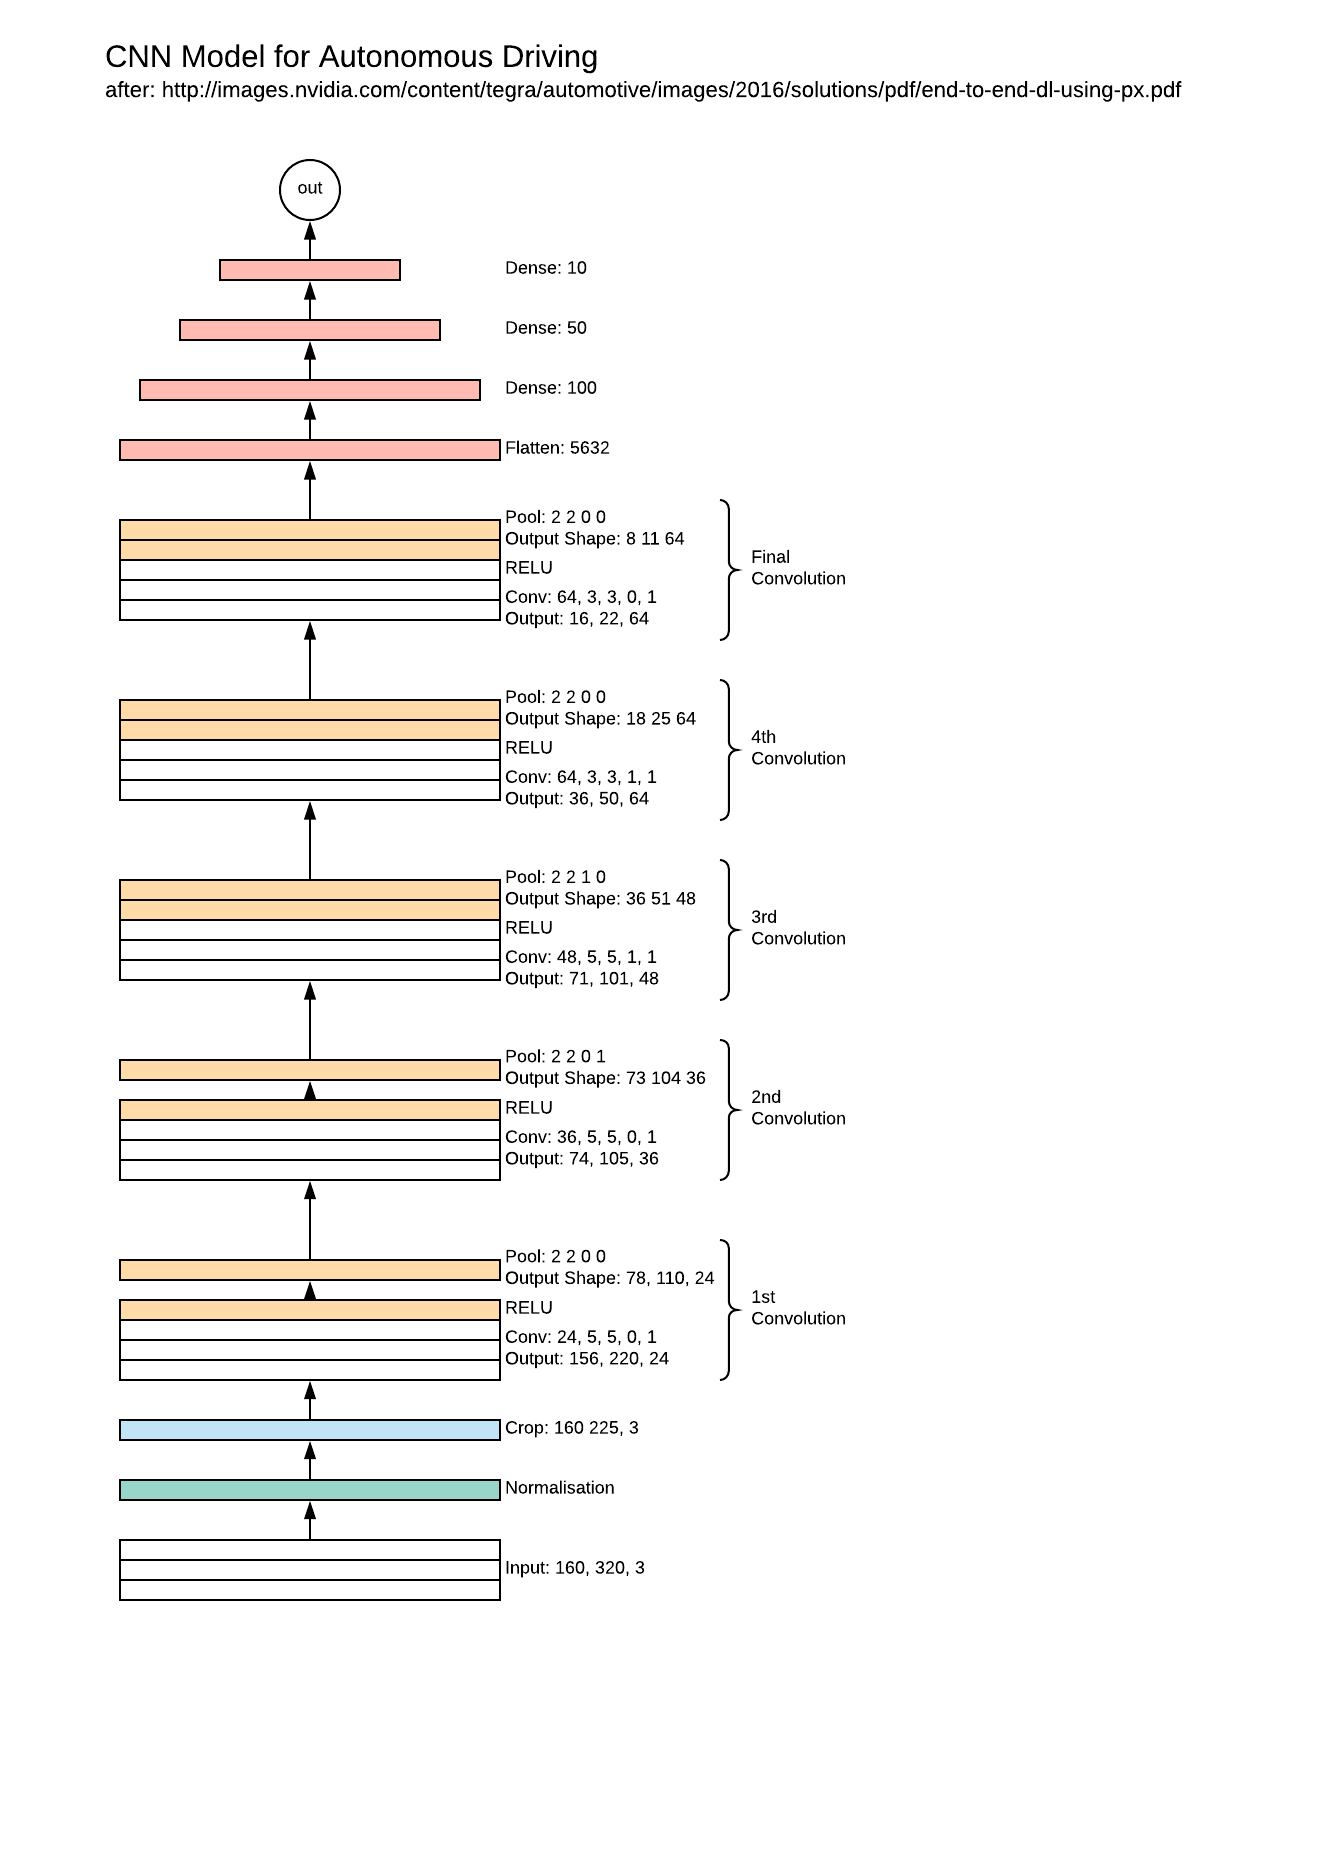 CNN Model for Autonomous Driving
after: http://images.nvidia.com/content/tegra/automotive/images/2016/solutions/pdf/end-to-end-dl-using-px.pdf
out
Dense: 10
Dense: 50
Dense: 100
Flatten: 5632
Pool: 2 2 0 0
Output Shape: 8 11 64
RELU
Conv: 64, 3, 3, 0, 1
Output: 16, 22, 64
Final
Convolution
Pool: 2 2 0 0
Output Shape: 18 25 64
RELU
Conv: 64, 3, 3, 1, 1
Output: 36, 50, 64
4th
Convolution
Pool: 2 2 1 0
Output Shape: 36 51 48
RELU
Conv: 48, 5, 5, 1, 1
Output: 71, 101, 48
3rd
Convolution
Pool: 2 2 0 1
Output Shape: 73 104 36
RELU
Conv: 36, 5, 5, 0, 1
Output: 74, 105, 36
2nd
Convolution
Pool: 2 2 0 0
Output Shape: 78, 110, 24
RELU
Conv: 24, 5, 5, 0, 1
Output: 156, 220, 24
1st
Convolution
Crop: 160 225, 3
Normalisation
Input: 160, 320, 3